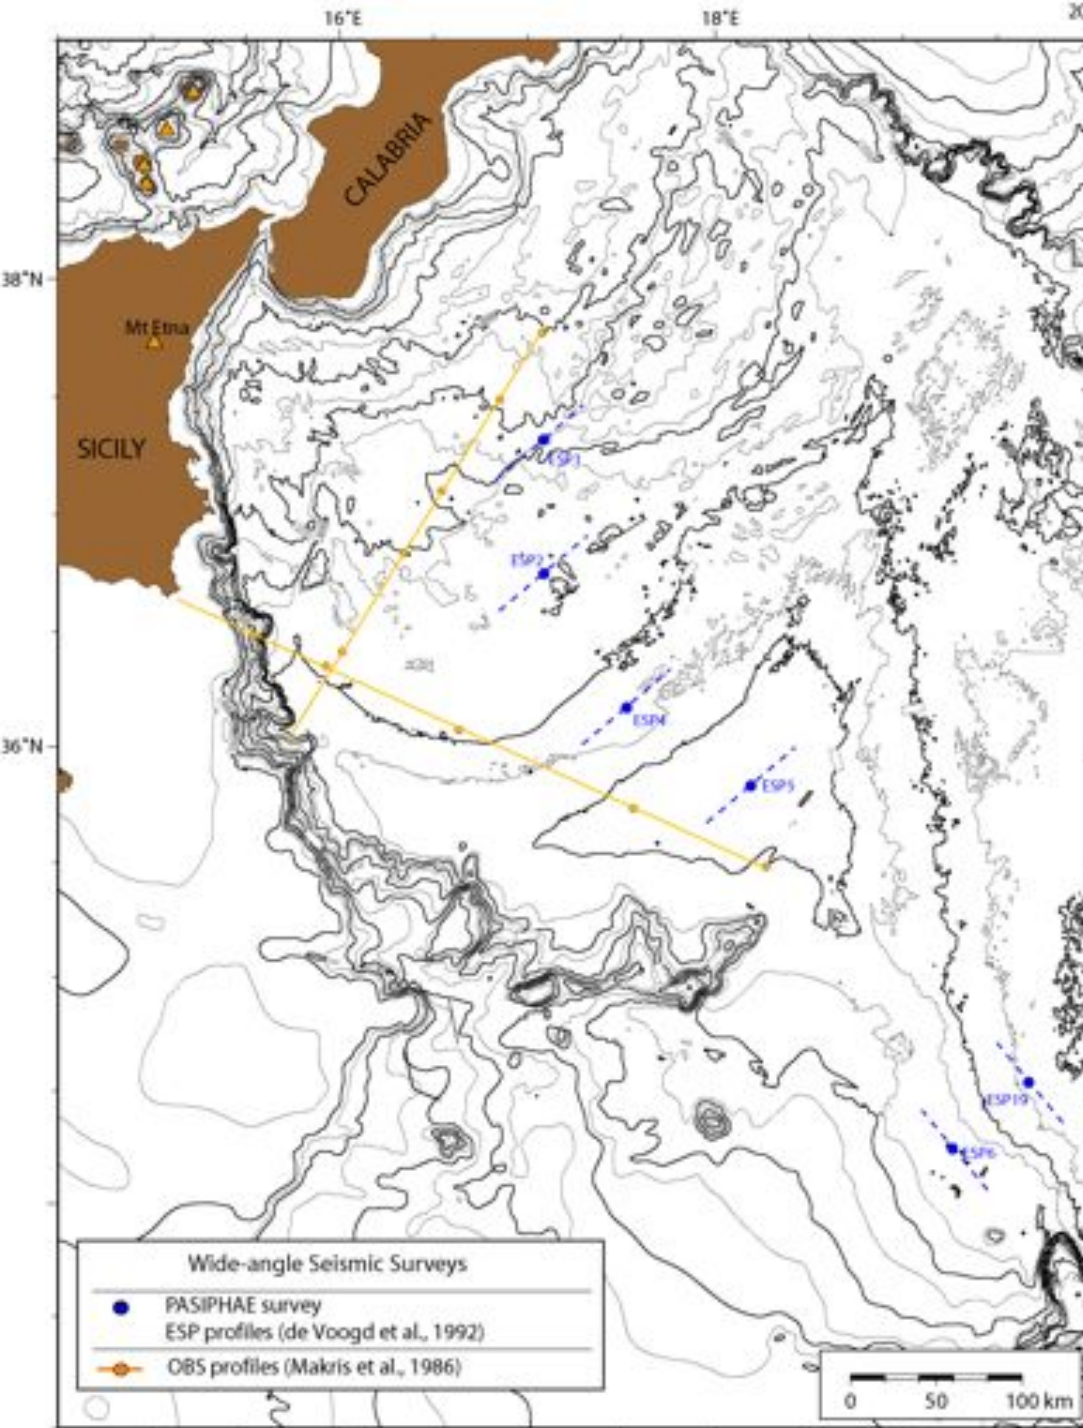 16°E
18°E
20
CALABRIA
38°N
Mt Etna
SICILY
ESP2
36°N
ESP4
ESP5
ESP19
ESP6
Wide-angle Seismic Surveys
PASIPHAE survey
ESP profiles (de Voogd et al., 1992)
OBS profiles (Makris et al., 1986)
0 50 100 km